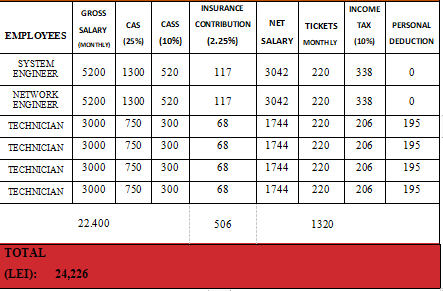 EMPLOYEES GROSS SALARY (MONTHLY) CAS (25%) CASS (10%) INSURANCE CONTRIBUTION (2.25%) NET SALARY TICKETS MONTHLY INCOME TAX (10%) PERSONAL DEDUCTION
SYSTEM ENGINEER 5200 1300 520 117 3042 220 338 0
NETWORK ENGINEER 5200 1300 520 117 3042 220 338 0
TECHNICIAN 3000 750 300 68 1744 220 206 195
TECHNICIAN 3000 750 300 68 1744 220 206 195
TECHNICIAN 3000 750 300 68 1744 220 206 195
TECHNICIAN 3000 750 300 68 1744 220 206 195
22.400 506 1320
TOTAL
(LEI): 24,226